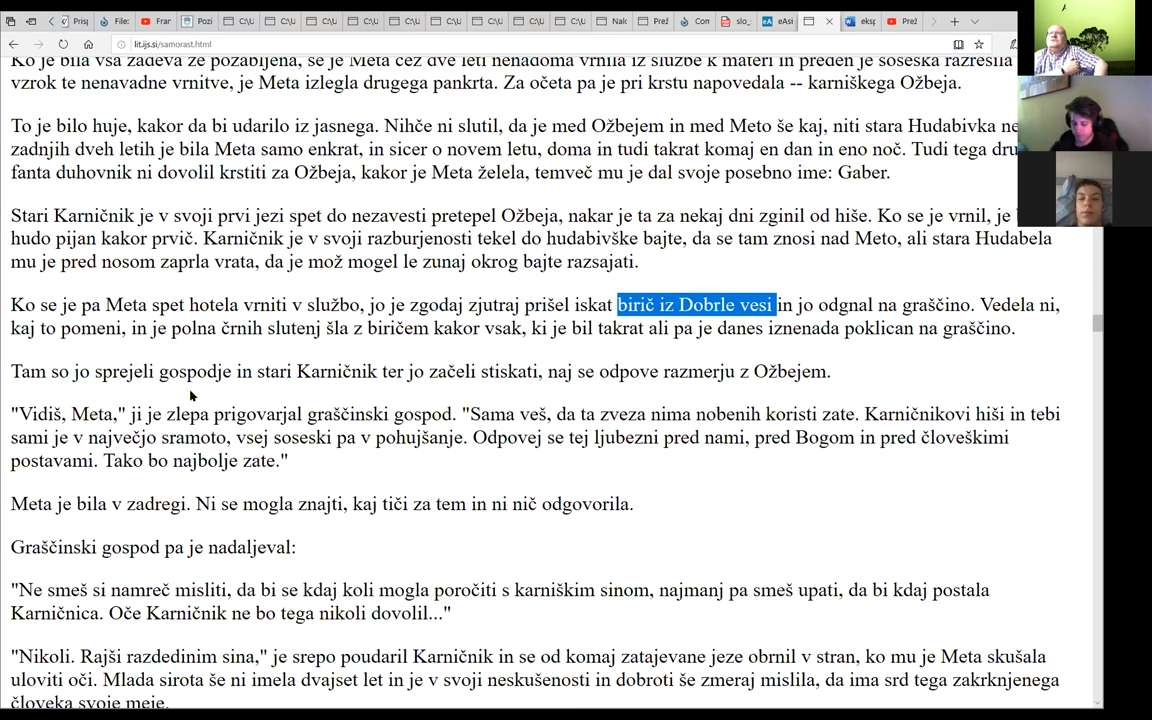 Prisj
File:
Frar
Pozi
C:\U
C:\U
C:\U
C:\U
C:\U
C:\U
C:\U
C:\U
C:\U
Nak
Prež
Con
slo_
eAsi
eksp
Prež
lit.ijs.si/samorast.html
Ko je bila vsa zadeva že pozabljena, se je Meta čez dve leti nenadoma vrnila iz službe k materi in preden je soseska razrešila
vzrok te nenavadne vrnitve, je Meta izlegla drugega pankrta. Za očeta pa je pri krstu napovedala -- karniškega Ožbeja.
To je bilo huje, kakor da bi udarilo iz jasnega. Nihče ni slutil, da je med Ožbejem in med Meto še kaj, niti stara Hudabivka ne
zadnjih dveh letih je bila Meta samo enkrat, in sicer o novem letu, doma in tudi takrat komaj en dan in eno noč. Tudi tega dru
fanta duhovnik ni dovolil krstiti za Ožbeja, kakor je Meta želela, temveč mu je dal svoje posebno ime: Gaber.
Stari Karničnik je v svoji prvi jezi spet do nezavesti pretepel Ožbeja, nakar je ta za nekaj dni zginil od hiše. Ko se je vrnil, je
hudo pijan kakor prvič. Karničnik je v svoji razburjenosti tekel do hudabivške bajte, da se tam znosi nad Meto, ali stara Hudabela
mu je pred nosom zaprla vrata, da je mož mogel le zunaj okrog bajte razsajati.
Ko se je pa Meta spet hotela vrniti v službo, jo je zgodaj zjutraj prišel iskat birič iz Dobrle vesi in jo odgnal na graščino. Vedela ni,
kaj to pomeni, in je polna črnih slutenj šla z biričem kakor vsak, ki je bil takrat ali pa je danes iznenada poklican na graščino.
Tam so jo sprejeli gospodje in stari Karničnik ter jo začeli stiskati, naj se odpove razmerju z Ožbejem.
"Vidiš, Meta," ji je zlepa prigovarjal graščinski gospod. "Sama veš, da ta zveza nima nobenih koristi zate. Karničnikovi hiši in tebi
sami je v največjo sramoto, vsej soseski pa v pohujšanje. Odpovej se tej ljubezni pred nami, pred Bogom in pred človeškimi
postavami. Tako bo najbolje zate."
Meta je bila v zadregi. Ni se mogla znajti, kaj tiči za tem in ni nič odgovorila.
Graščinski gospod pa je nadaljeval:
"Ne smeš si namreč misliti, da bi se kdaj koli mogla poročiti s karniškim sinom, najmanj pa smeš upati, da bi kdaj postala
Karničnica. Oče Karničnik ne bo tega nikoli dovolil..."
"Nikoli. Rajši razdedinim sina," je srepo poudaril Karničnik in se od komaj zatajevane jeze obrnil v stran, ko mu je Meta skušala
uloviti oči. Mlada sirota še ni imela dvajset let in je v svoji neskušenosti in dobroti še zmeraj mislila, da ima srd tega zakrknjenega
človeka svoje meje.